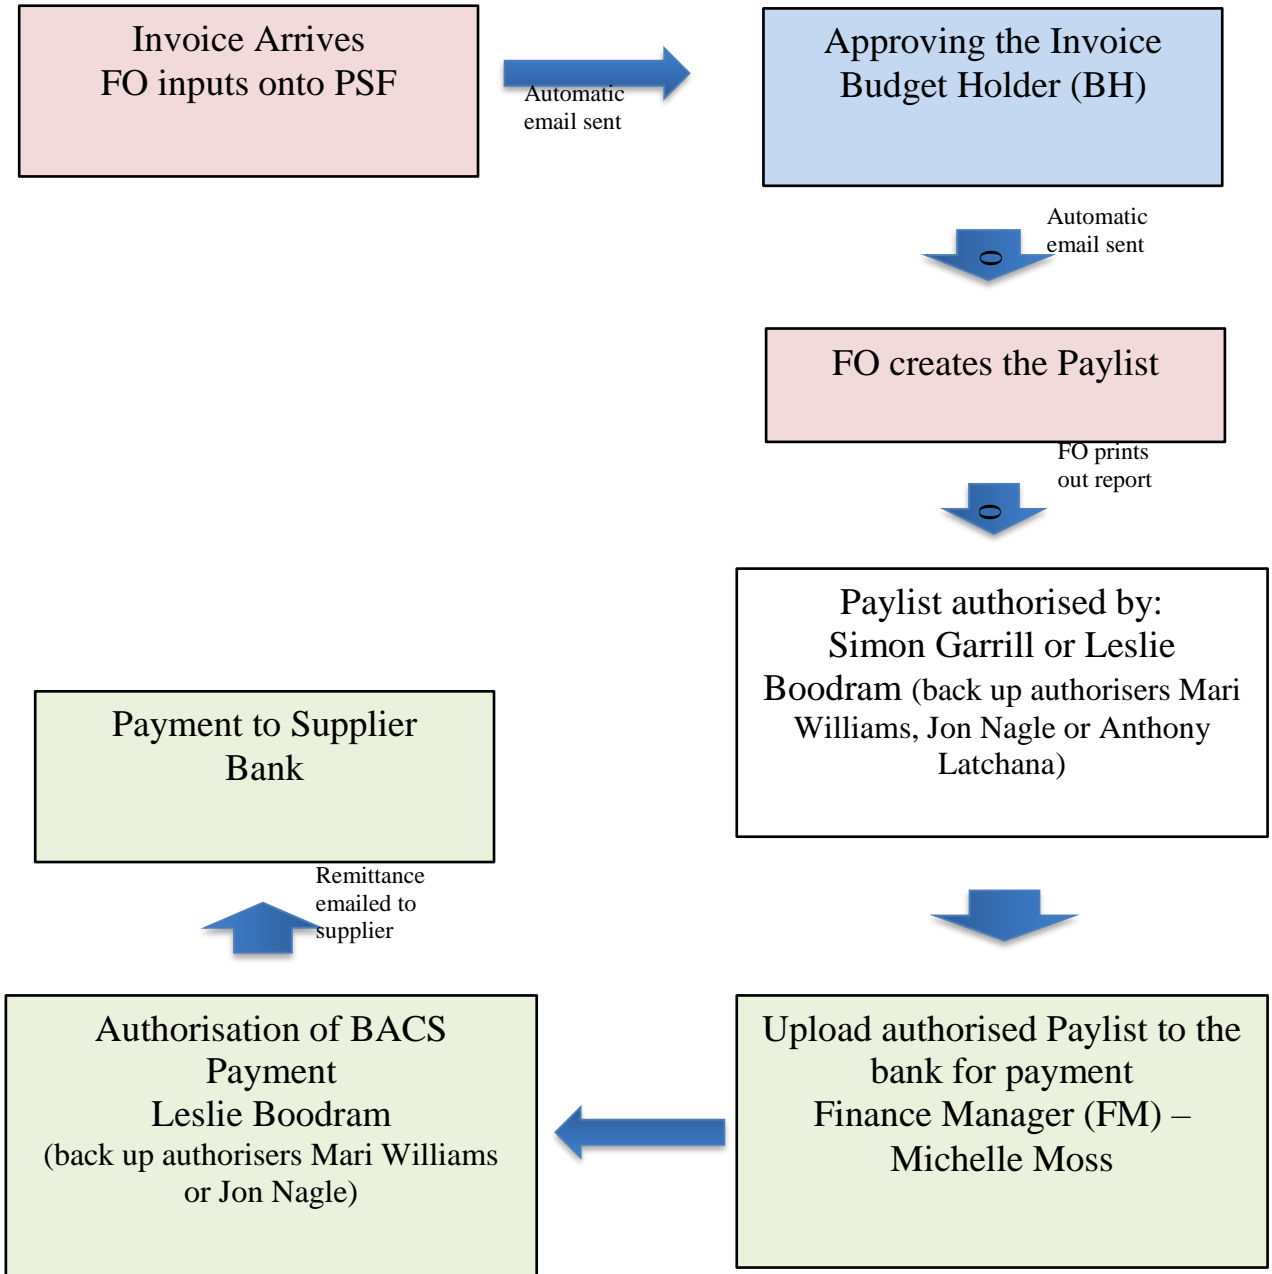 Invoice Arrives
FO inputs onto PSF
Automatic
email sent
Approving the Invoice
Budget Holder (BH)
Automatic
email sent
0
FO creates the Paylist
FO prints
out report
0
Paylist authorised by:
Simon Garrill or Leslie
Boodram (back up authorisers Mari
Williams, Jon Nagle or Anthony
Latchana)
Upload authorised Paylist to the
bank for payment
Finance Manager (FM) –
Michelle Moss
Authorisation of BACS
Payment
Leslie Boodram
(back up authorisers Mari Williams
or Jon Nagle)
Remittance
emailed to
supplier
Payment to Supplier
Bank